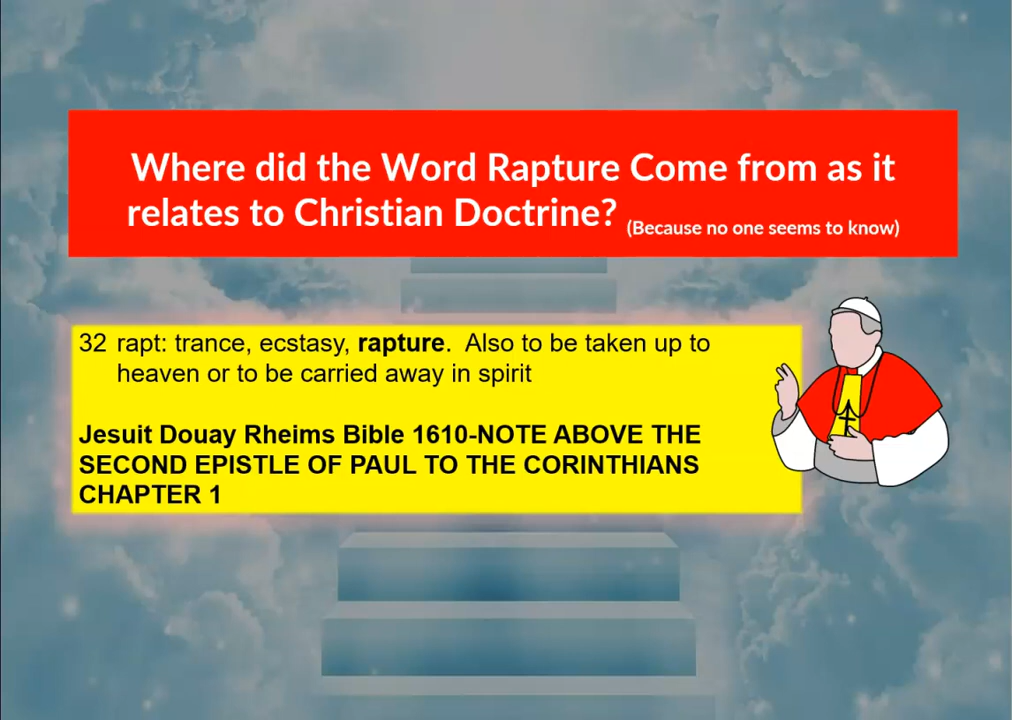 Where did the Word Rapture Come from as it
relates to Christian Doctrine? (Because no one seems to know)
32 rapt: trance, ecstasy, rapture. Also to be taken up to
heaven or to be carried away in spirit
Jesuit Douay Rheims Bible 1610-NOTE ABOVE THE
SECOND EPISTLE OF PAUL TO THE CORINTHIANS
CHAPTER 1